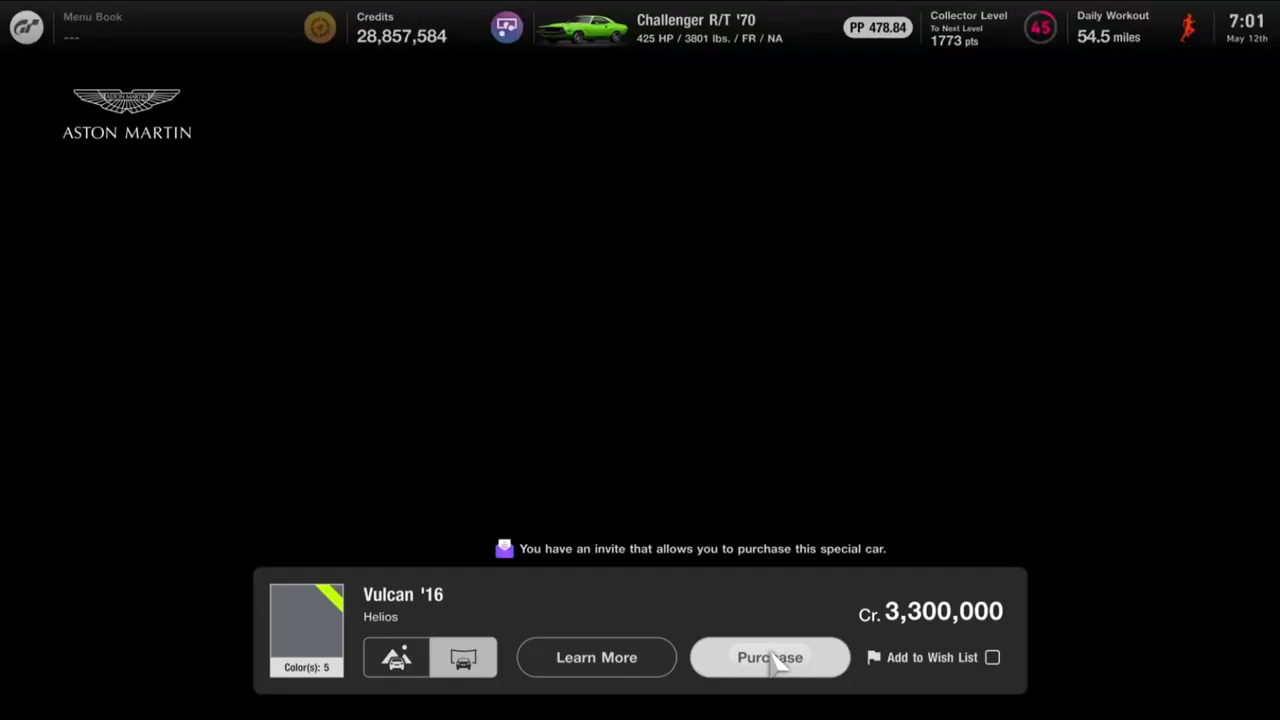 Menu Book
---
Credits
28,857,584
Challenger R/T '70
425 HP / 3801 lbs. / FR / NA
PP 478.84
Collector Level
To Next Level
1773 pts
45
Daily Workout
54.5 miles
7:01
May 12th
ASTON MARTIN
ASTON MARTIN
You have an invite that allows you to purchase this special car.
Vulcan '16
Helios
Cr. 3,300,000
Color(s): 5
Learn More
Purchase
Add to Wish List